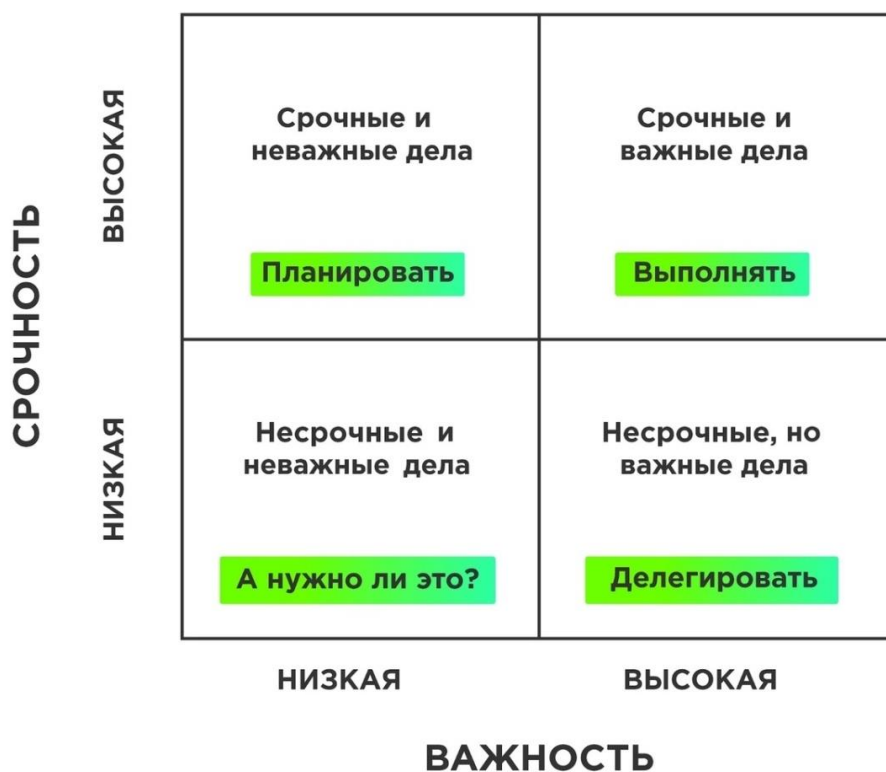 СРОЧНОСТЬ
ВЫСОКАЯ
Срочные и
неважные дела
Планировать
Срочные и
важные дела
Выполнять
НИЗКАЯ
Несрочные и
неважные дела
А нужно ли это?
Несрочные, но
важные дела
Делегировать
НИЗКАЯ
ВЫСОКАЯ
ВАЖНОСТЬ